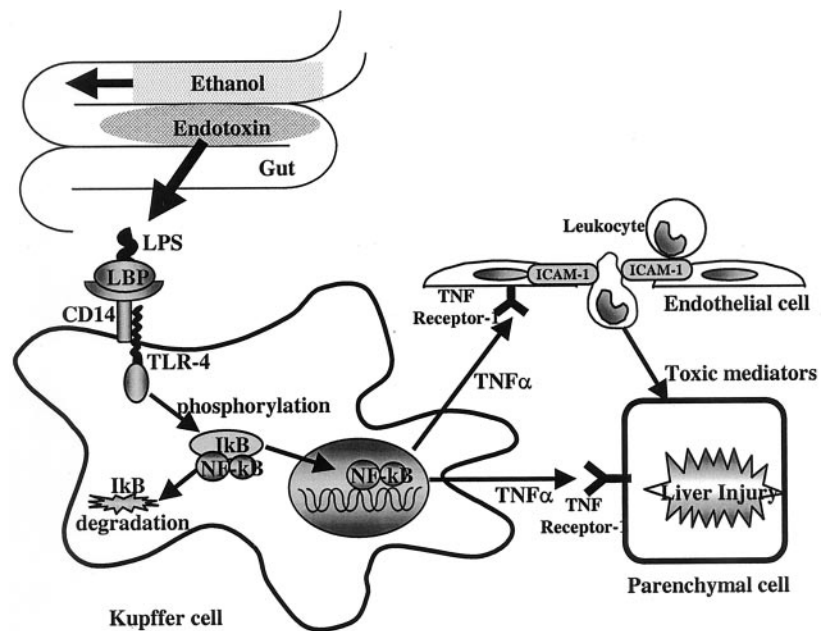 Ethanol
Endotoxin
Gut
LPS
LBP
CD14
TLR-4
phosphorylation
IkB
NF-kB
IkB
degradation
NF-kB
Kupffer cell
TNFα
TNFα
Leukocyte
ICAM-1
ICAM-1
TNF
Receptor-1
Endothelial cell
Toxic mediators
TNF
Receptor-1
Liver Injury
Parenchymal cell